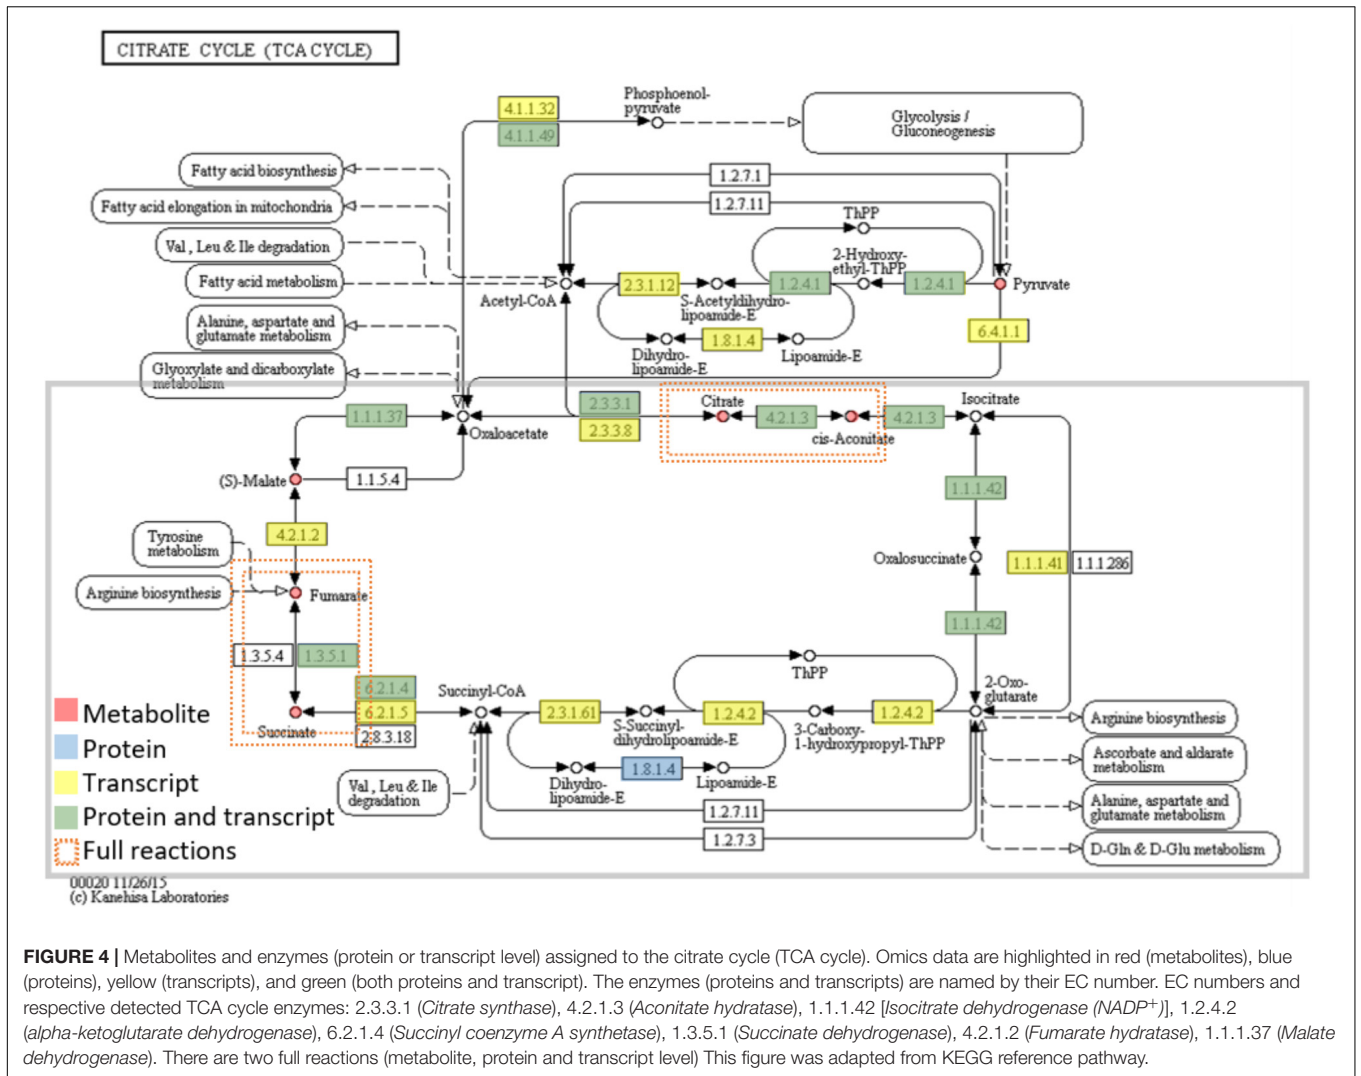 CITRATE CYCLE (TCA CYCLE)
Phosphoenol-
pyruvate
4.1.1.32
4.1.1.49
Glycolysis /
Gluconeogenesis
Fatty acid biosynthesis
Fatty acid elongation in mitochondria
Val , Leu & Ile degradation
Fatty acid metabolism
Alanine, aspartate and
glutamate metabolism
Glyoxylate and dicarboxylate
metabolism
1.2.7.1
1.2.7.11
ThPP
2-Hydroxy-
ethyl-ThPP
Acetyl-CoA
2.3.1.12
S-Acetyldihydro-
lipoamide-E
1.2.4.1
1.2.4.1
Pyruvate
Dihydro-
lipoamide-E
1.8.1.4
Lipoamide-E
6.4.1.1
1.1.1.37
Oxaloacetate
2.3.3.1
2.3.3.8
Citrate
4.2.1.3
cis-Aconitate
4.2.1.3
Isocitrate
(S)-Malate
1.1.5.4
1.1.1.42
Tyrosine
metabolism
4.2.1.2
Oxalosuccinate
1.1.1.41
1.1.1.286
Arginine biosynthesis
Fumarate
1.1.1.42
1.3.5.4
1.3.5.1
ThPP
6.2.1.4
6.2.1.5
2.8.3.18
Succinate
Succinyl-CoA
2.3.1.61
S-Succinyl-
dihydrolipoamide-E
1.2.4.2
3-Carboxy-
1-hydroxypropyl-ThPP
1.2.4.2
2-Oxo-
glutarate
Val , Leu & Ile
degradation
Dihydro-
lipoamide-E
1.8.1.4
Lipoamide-E
1.2.7.11
1.2.7.3
Arginine biosynthesis
Ascorbate and aldarate
metabolism
Alanine, aspartate and
glutamate metabolism
D-Gln & D-Glu metabolism
Metabolite
Protein
Transcript
Protein and transcript
Full reactions
00020 11/26/15
(c) Kanehisa Laboratories
FIGURE 4 | Metabolites and enzymes (protein or transcript level) assigned to the citrate cycle (TCA cycle). Omics data are highlighted in red (metabolites), blue
(proteins), yellow (transcripts), and green (both proteins and transcript). The enzymes (proteins and transcripts) are named by their EC number. EC numbers and
respective detected TCA cycle enzymes: 2.3.3.1 (Citrate synthase), 4.2.1.3 (Aconitate hydratase), 1.1.1.42 [Isocitrate dehydrogenase (NADP+)], 1.2.4.2
(alpha-ketoglutarate dehydrogenase), 6.2.1.4 (Succinyl coenzyme A synthetase), 1.3.5.1 (Succinate dehydrogenase), 4.2.1.2 (Fumarate hydratase), 1.1.1.37 (Malate
dehydrogenase). There are two full reactions (metabolite, protein and transcript level) This figure was adapted from KEGG reference pathway.